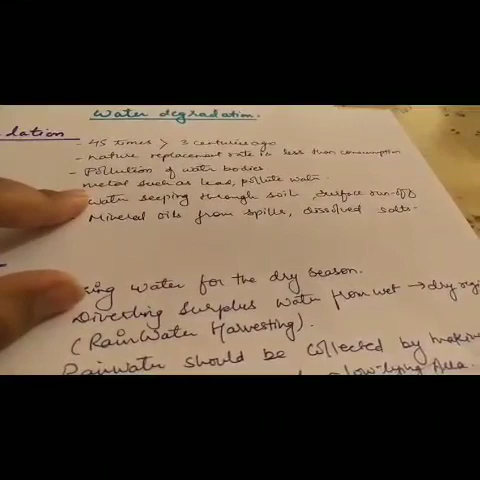 Water degradation.
dation
- 45 times > 3 centuries ago
- nature replacement rate is less than consumption
- Pollution of water bodies
metal such as lead, pollute water.
Water seeping through soil, surface run-off
Mineral oils from spills, dissolved salts.
ing water for the dry season.
Diverting Surplus Water from wet → dry
(RainWater Harvesting).
Rainwater should be collected by making
low-lying Area.